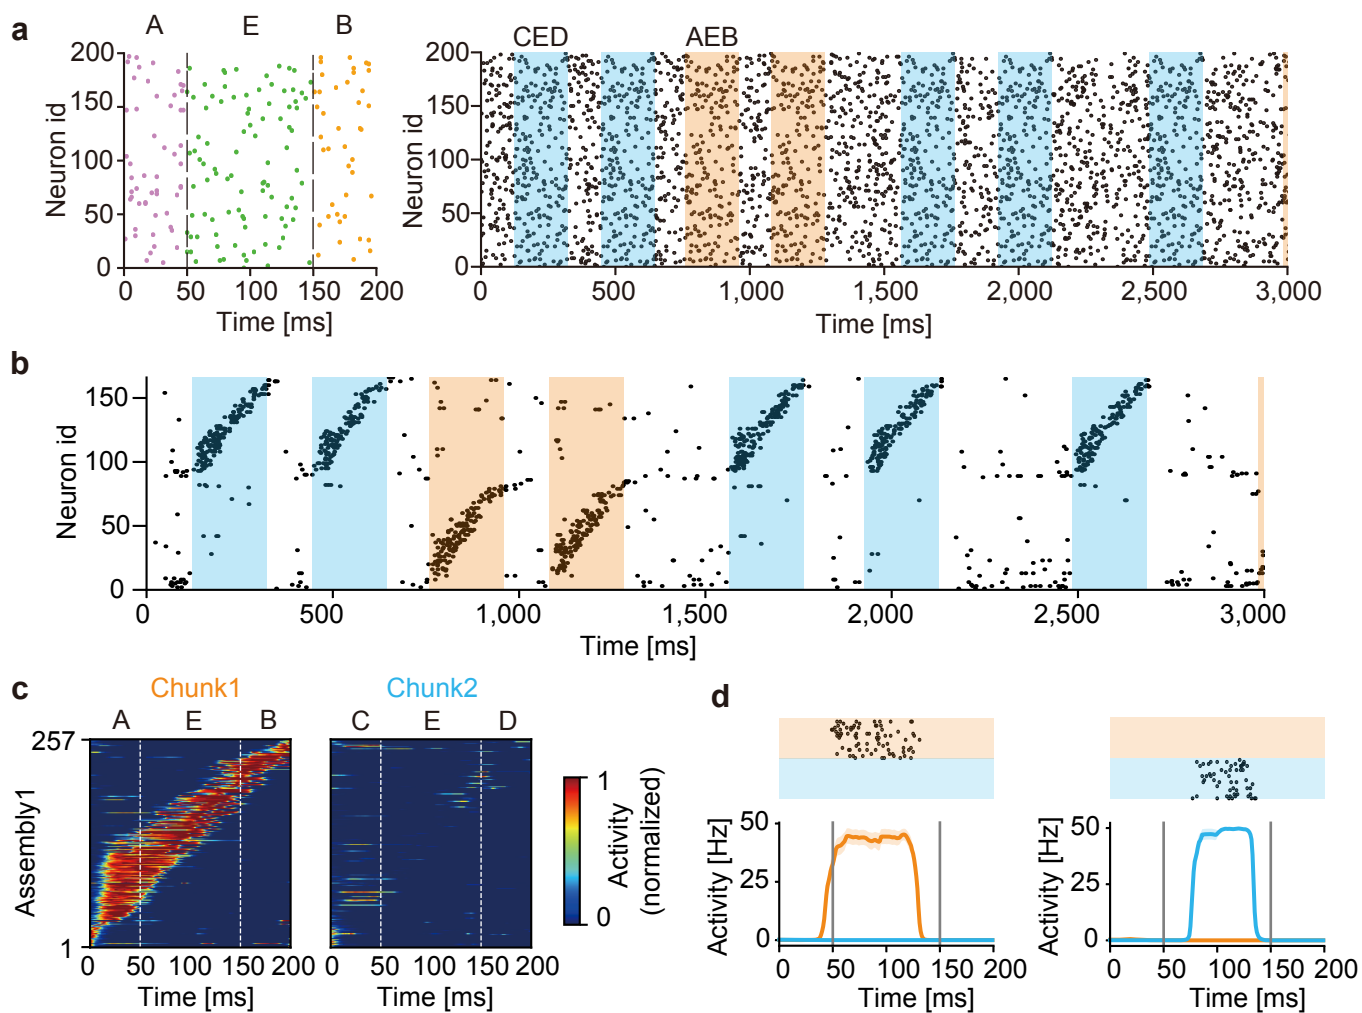 a
A E B
200
150
100
50
0
Neuron id
0 50 100 150 200
Time [ms]
CED AEB
200
150
100
50
0
Neuron id
0 500 1,000 1,500 2,000 2,500 3,000
Time [ms]
b
150
100
50
0
Neuron id
0 500 1,000 1,500 2,000 2,500 3,000
Time [ms]
c
Chunk1 Chunk2
A E B C E D
257
Assembly1
1
0 50 100 150 200
Time [ms]
0 50 100 150 200
Time [ms]
1
0
Activity
(normalized)
d
50
25
0
Activity [Hz]
0 50 100 150 200
Time [ms]
50
25
0
Activity [Hz]
0 50 100 150 200
Time [ms]